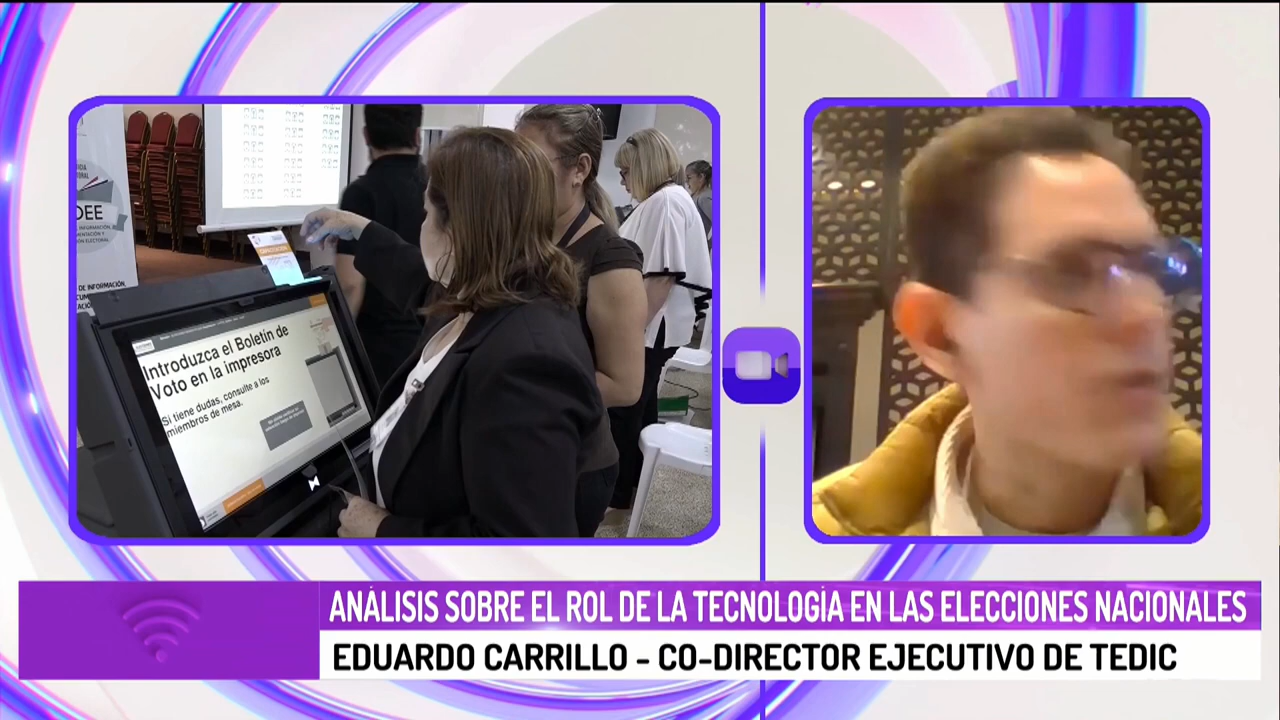 DEE
Introduzca el Boletín de
Voto en la impresora
Si tiene dudas, consulte a los
miembros de mesa.
ANÁLISIS SOBRE EL ROL DE LA TECNOLOGÍA EN LAS ELECCIONES NACIONALES
EDUARDO CARRILLO - CO-DIRECTOR EJECUTIVO DE TEDIC